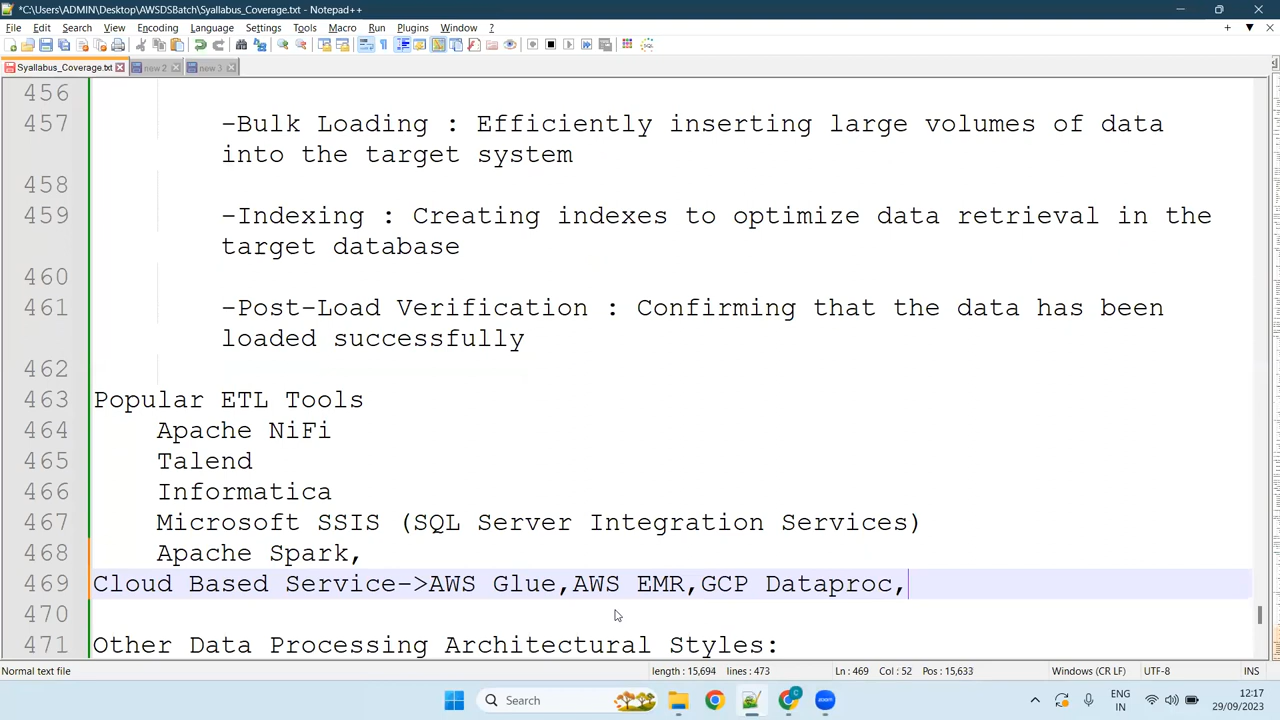 *C:\Users\ADMIN\Desktop\AWSDSBatch\Syallabus_Coverage.txt - Notepad++
File Edit Search View Encoding Language Settings Tools Macro Run Plugins Window ?
Syallabus_Coverage.txt new 2 new 3
456
457 -Bulk Loading : Efficiently inserting large volumes of data
into the target system
458
459 -Indexing : Creating indexes to optimize data retrieval in the
target database
460
461 -Post-Load Verification : Confirming that the data has been
loaded successfully
462
463 Popular ETL Tools
464 Apache NiFi
465 Talend
466 Informatica
467 Microsoft SSIS (SQL Server Integration Services)
468 Apache Spark,
469 Cloud Based Service->AWS Glue,AWS EMR,GCP Dataproc,
470
471 Other Data Processing Architectural Styles:
Normal text file length : 15,694 lines : 473 Ln : 469 Col : 52 Pos : 15,633 Windows (CR LF) UTF-8 INS
Search ENG IN 12:17 29/09/2023